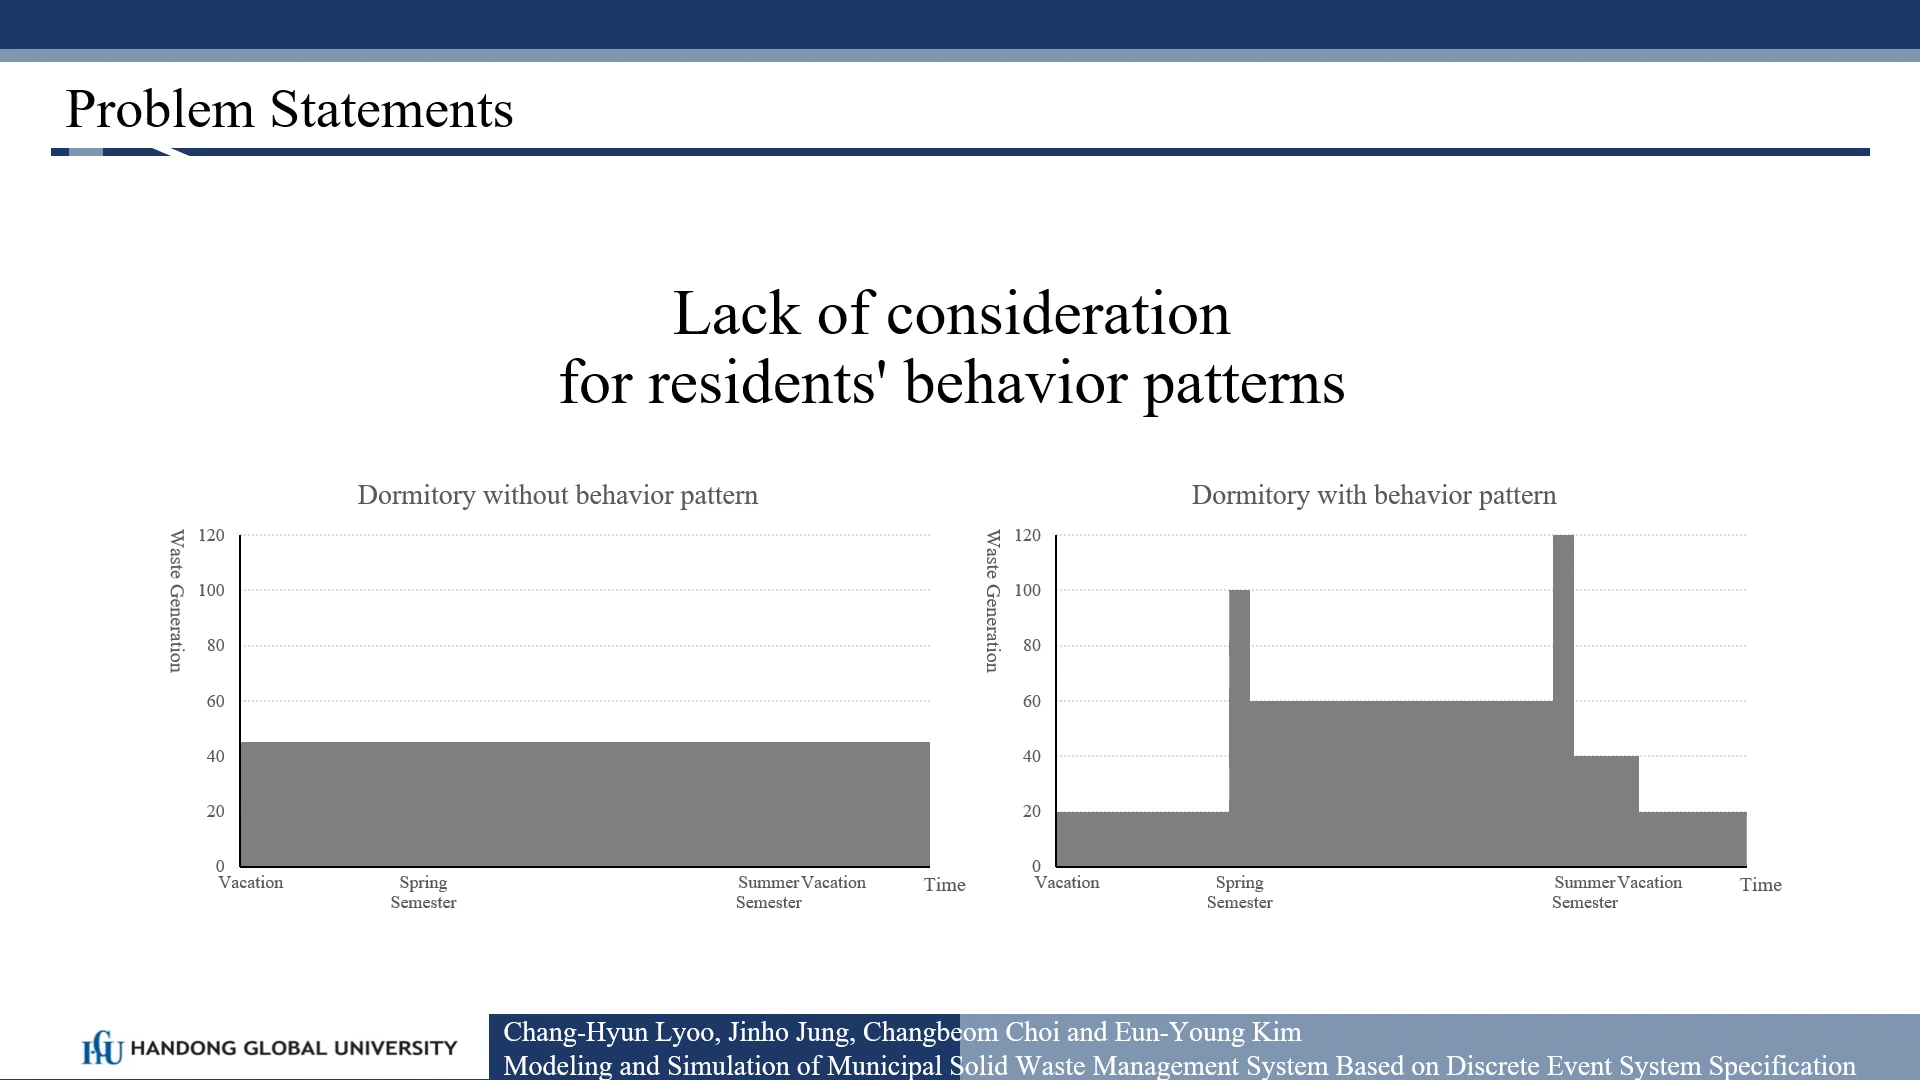 Problem Statements
Lack of consideration
for residents' behavior patterns
Dormitory without behavior pattern
Waste Generation
120
100
80
60
40
20
0
Vacation
Spring
Semester
Summer
Semester
Vacation
Time
Dormitory with behavior pattern
Waste Generation
120
100
80
60
40
20
0
Vacation
Spring
Semester
Summer
Semester
Vacation
Time
HGU HANDONG GLOBAL UNIVERSITY
Chang-Hyun Lyoo, Jinho Jung, Changbeom Choi and Eun-Young Kim
Modeling and Simulation of Municipal Solid Waste Management System Based on Discrete Event System Specification